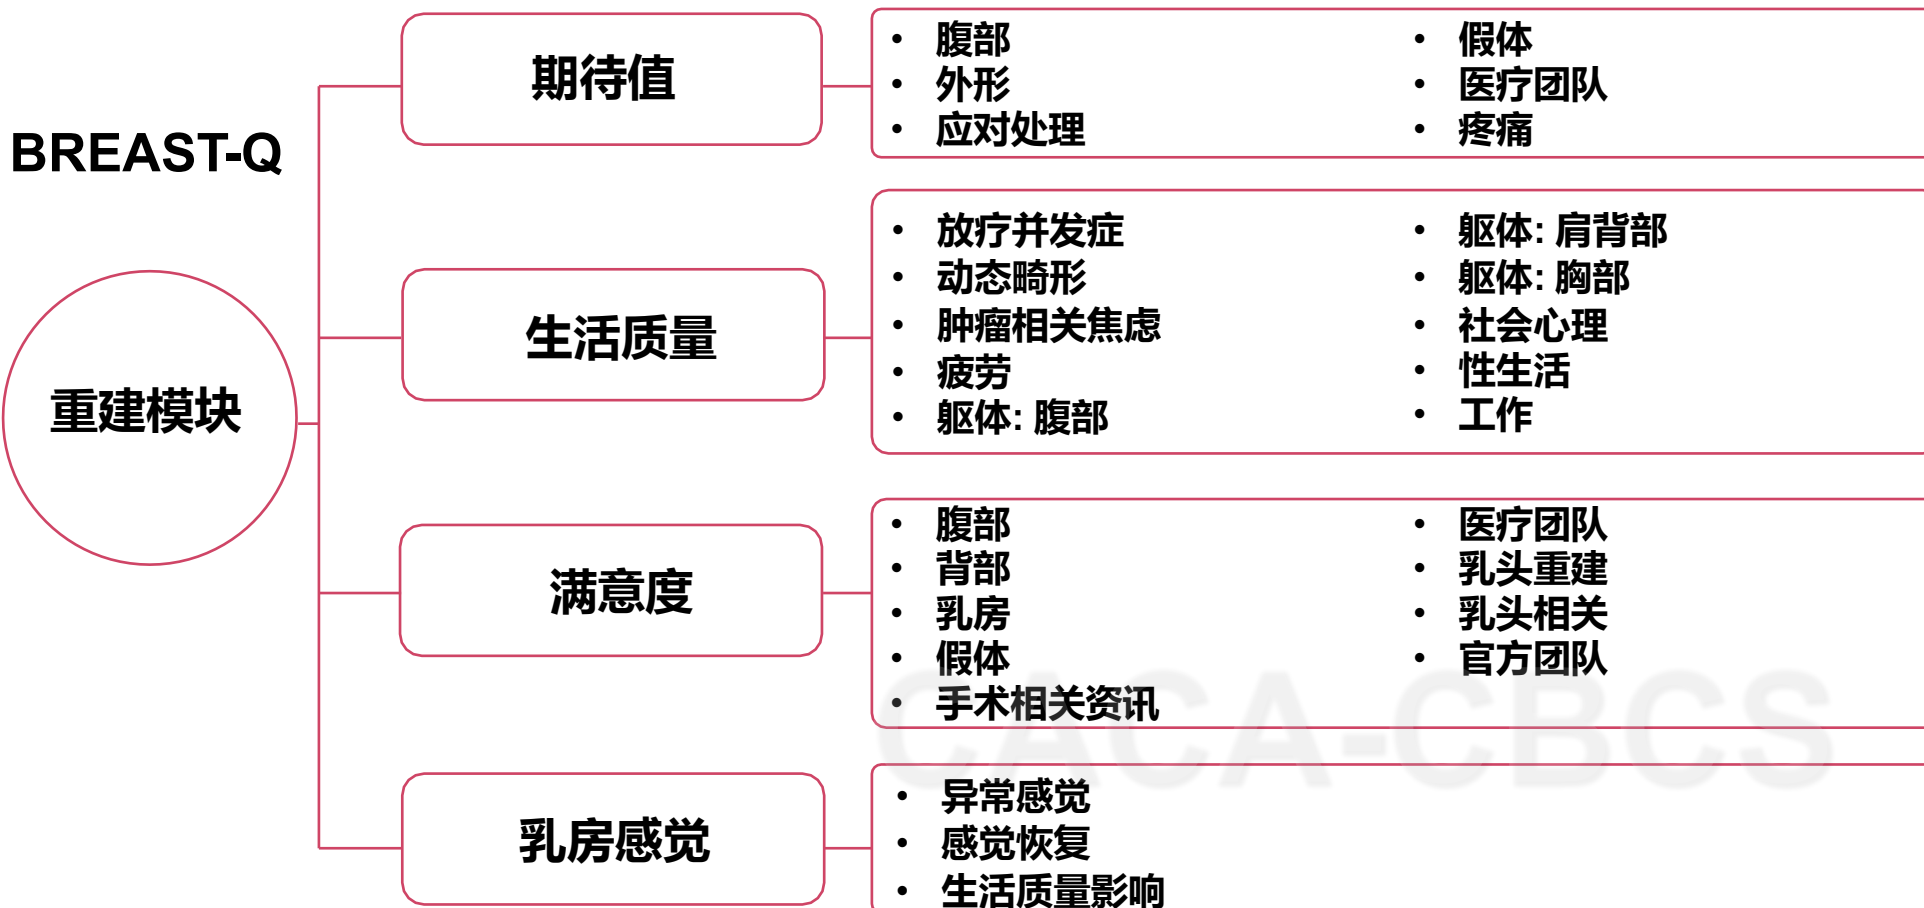 BREAST-Q
重建模块
期待值
• 腹部
• 外形
• 应对处理
• 假体
• 医疗团队
• 疼痛
生活质量
• 放疗并发症
• 动态畸形
• 肿瘤相关焦虑
• 疲劳
• 躯体: 腹部
• 躯体: 肩背部
• 躯体: 胸部
• 社会心理
• 性生活
• 工作
满意度
• 腹部
• 背部
• 乳房
• 假体
• 手术相关资讯
• 医疗团队
• 乳头重建
• 乳头相关
• 官方团队
乳房感觉
• 异常感觉
• 感觉恢复
• 生活质量影响
CACA-CBCS